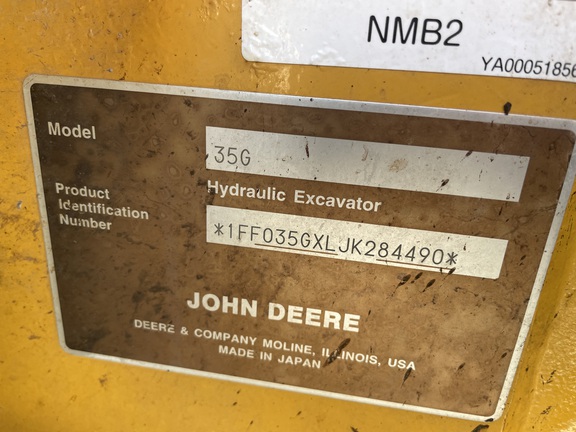 NMB2
YA00051856
Model
35G
Hydraulic Excavator
Product
Identification
Number
*1FF035GXLJK284490*
JOHN DEERE
DEERE & COMPANY MOLINE, ILLINOIS, USA
MADE IN JAPAN